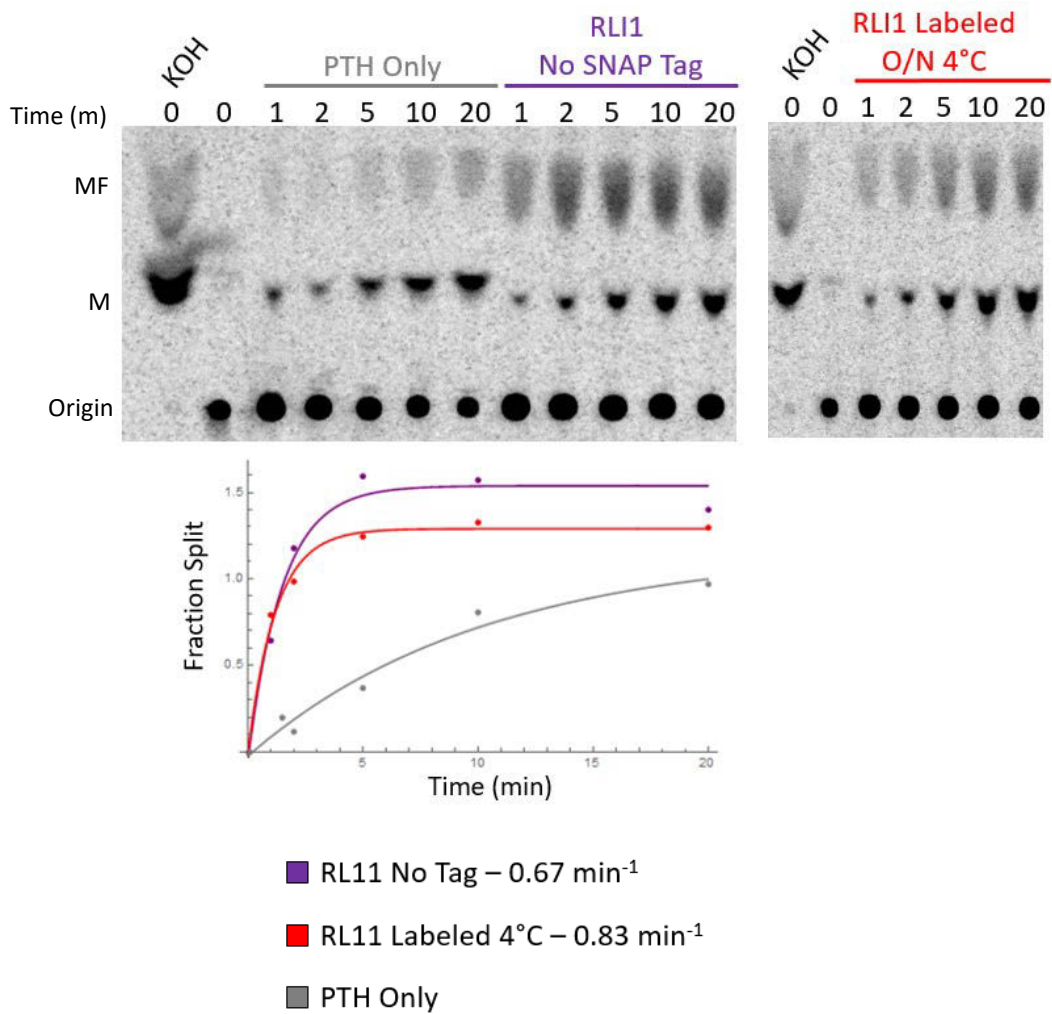 KOH
PTH Only
RLI1
No SNAP Tag
KOH
RLI1 Labeled
O/N 4°C
Time (m) 0 0 1 2 5 10 20 1 2 5 10 20 0 0 1 2 5 10 20
MF
M
Origin
1.5
1.0
0.5
Fraction Split
5 10 15 20
Time (min)
RL11 No Tag – 0.67 min-1
RL11 Labeled 4°C – 0.83 min-1
PTH Only